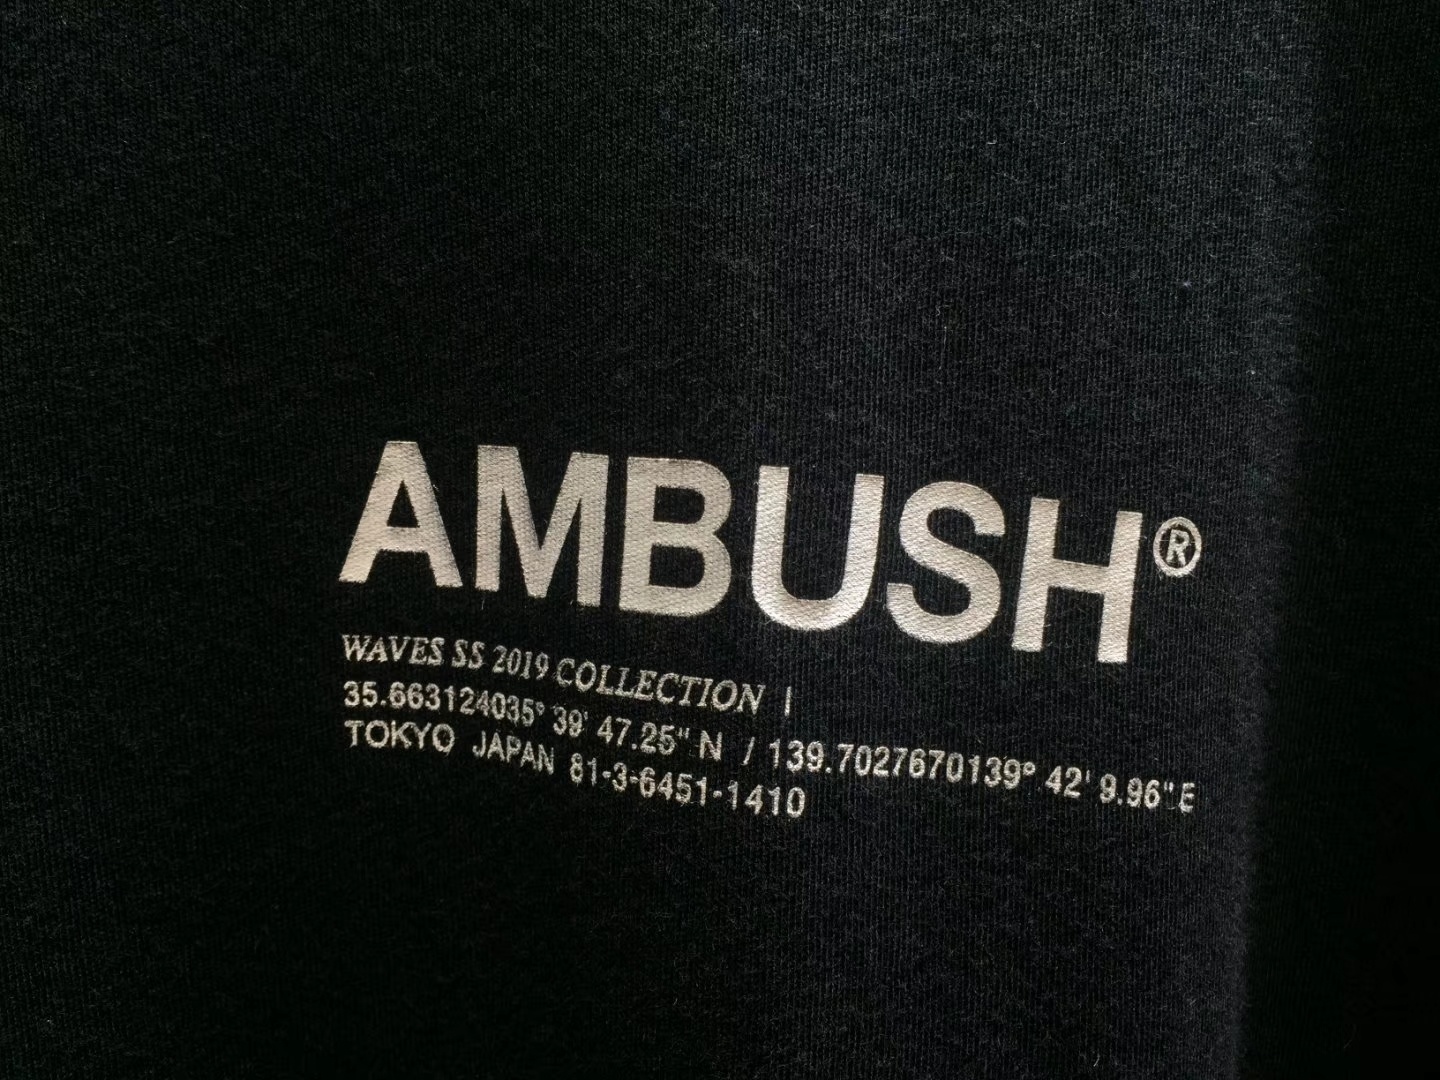 AMBUSH®
WAVES SS 2019 COLLECTION |
35.663124035° 39' 47.25" N / 139.7027670139° 42' 9.96" E
TOKYO JAPAN 81-3-6451-1410